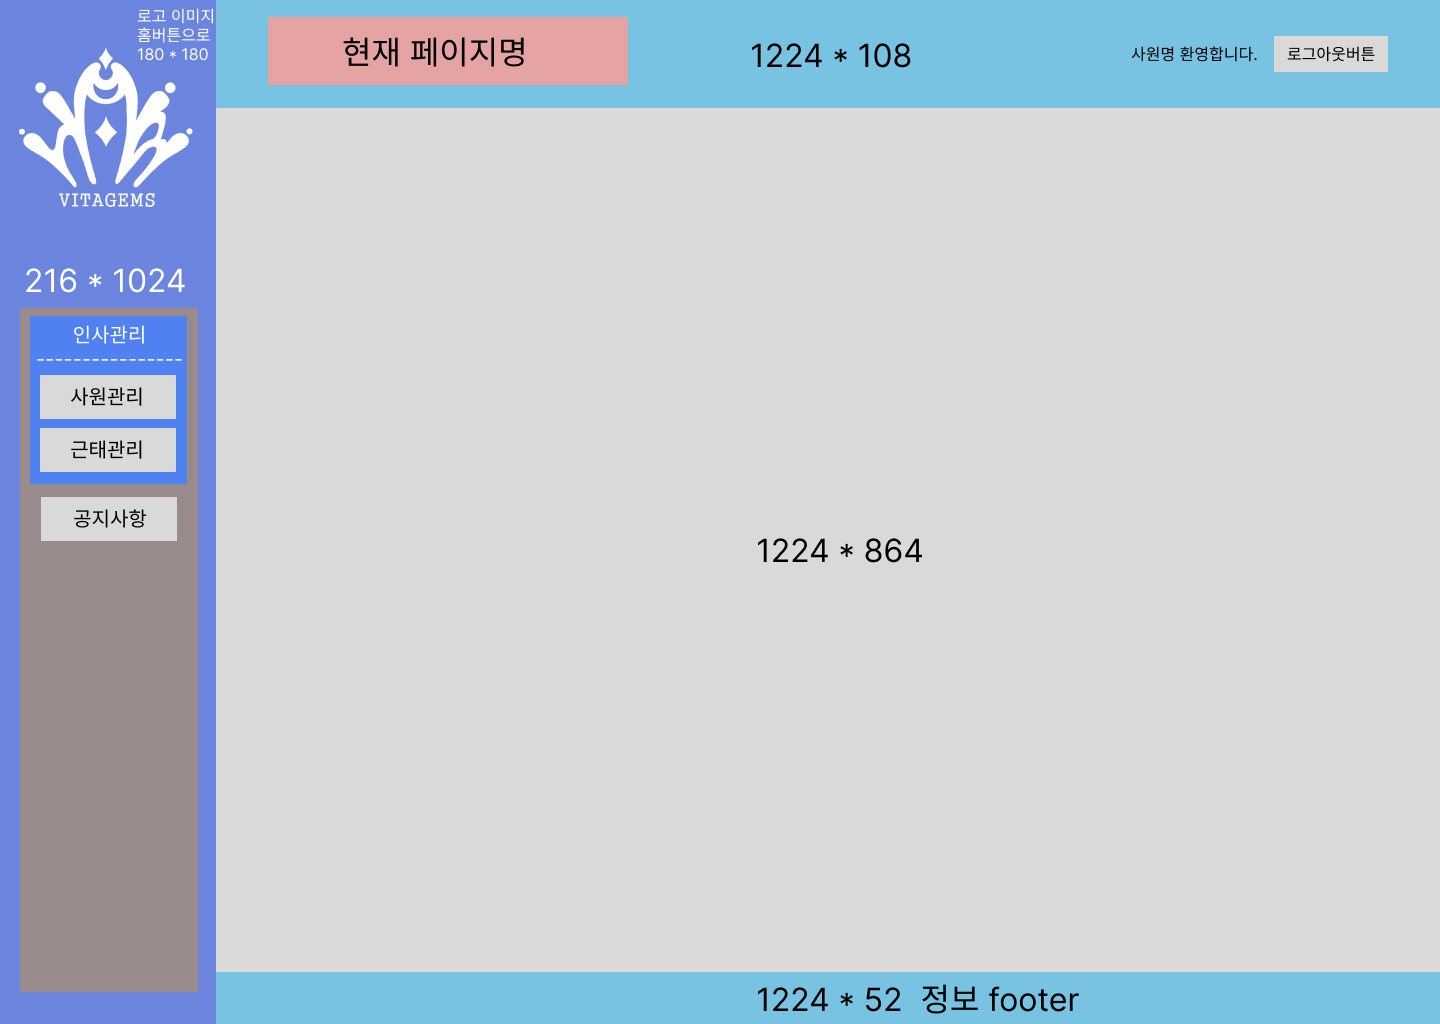 로고 이미지
홈버튼으로
180 * 180
VITAGEMS
216 * 1024
인사관리
----------------
사원관리
근태관리
공지사항
현재 페이지명
1224 * 108
사원명 환영합니다.
로그아웃버튼
1224 * 864
1224 * 52 정보 footer